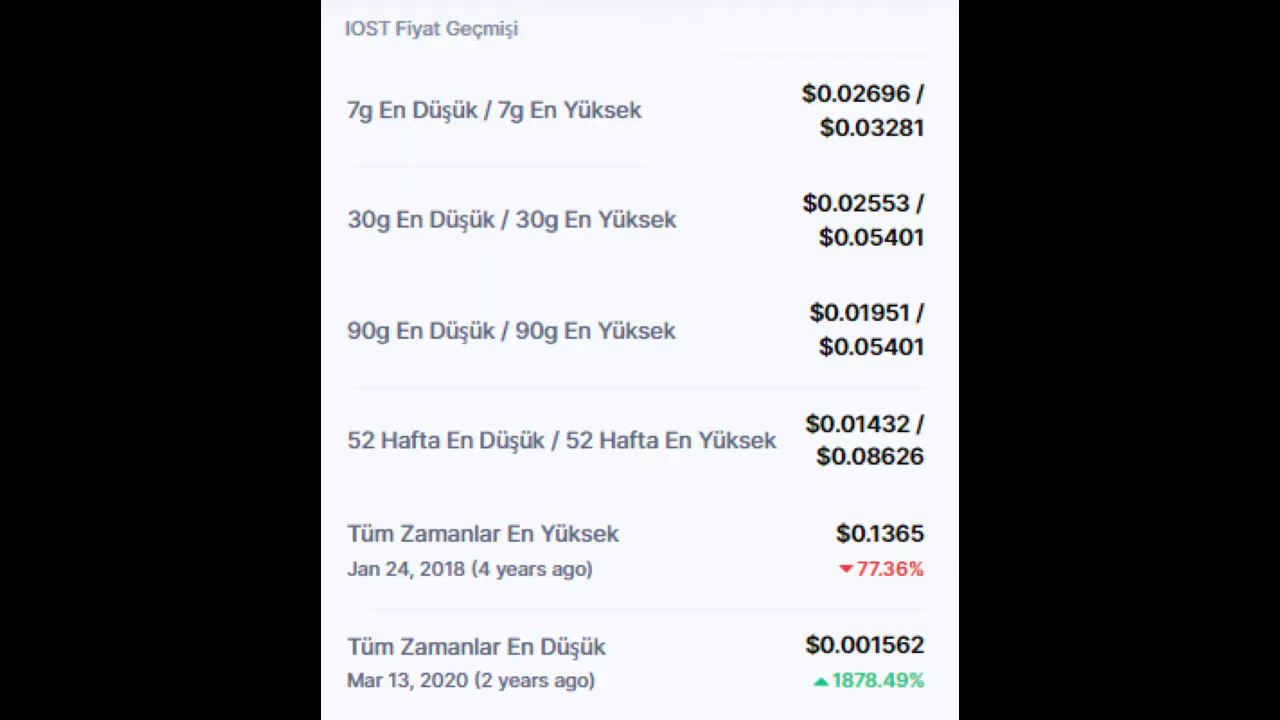 IOST Fiyat Geçmişi
7g En Düşük / 7g En Yüksek
$0.02696 /
$0.03281
30g En Düşük / 30g En Yüksek
$0.02553 /
$0.05401
90g En Düşük / 90g En Yüksek
$0.01951 /
$0.05401
52 Hafta En Düşük / 52 Hafta En Yüksek
$0.01432 /
$0.08626
Tüm Zamanlar En Yüksek
$0.1365
Jan 24, 2018 (4 years ago)
▼77.36%
Tüm Zamanlar En Düşük
$0.001562
Mar 13, 2020 (2 years ago)
▲1878.49%